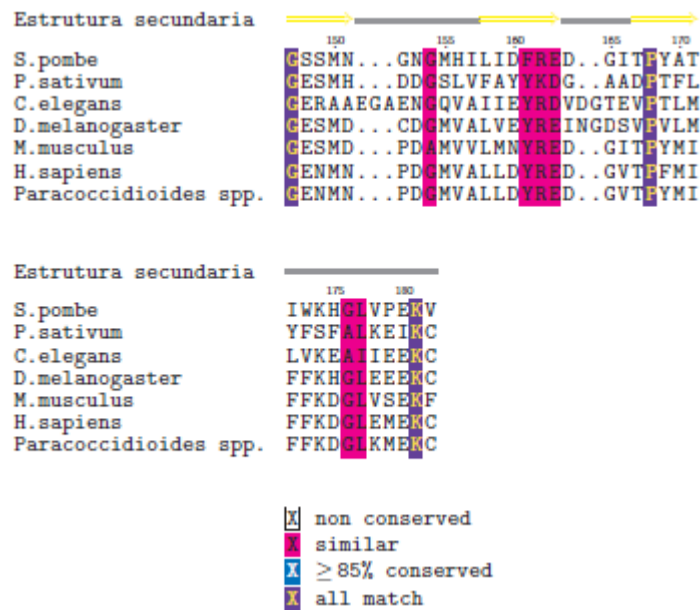 Estrutura secundaria
150 155 160 165 170
S.pombe GSSMN...GNGMHILIDFRED..GITPYAT
P.sativum GESMH...DDGSLVFAYYKDG..AADPTFL
C.elegans GERAAEGAENGQVAIIEYRDVDGTEVPTLM
D.melanogaster GESMD...CDGMVALVEYREINGDSVPVLM
M.musculus GESMD...PDAMVVLMNYRED..GITPYMI
H.sapiens GENMN...PDGMVALLDYRED..GVTPFMI
Paracoccidioides spp. GENMN...PDGMVALLDYRED..GVTPYMI
Estrutura secundaria
175 180
S.pombe IWKHGLVPEKV
P.sativum YFSFALKEIKC
C.elegans LVKEAIIEEKC
D.melanogaster FFKHGLEEEKC
M.musculus FFKDGLVSEKF
H.sapiens FFKDGLEMEKC
Paracoccidioides spp. FFKDGLKMEKC
X non conserved
X similar
X ≥85% conserved
X all match